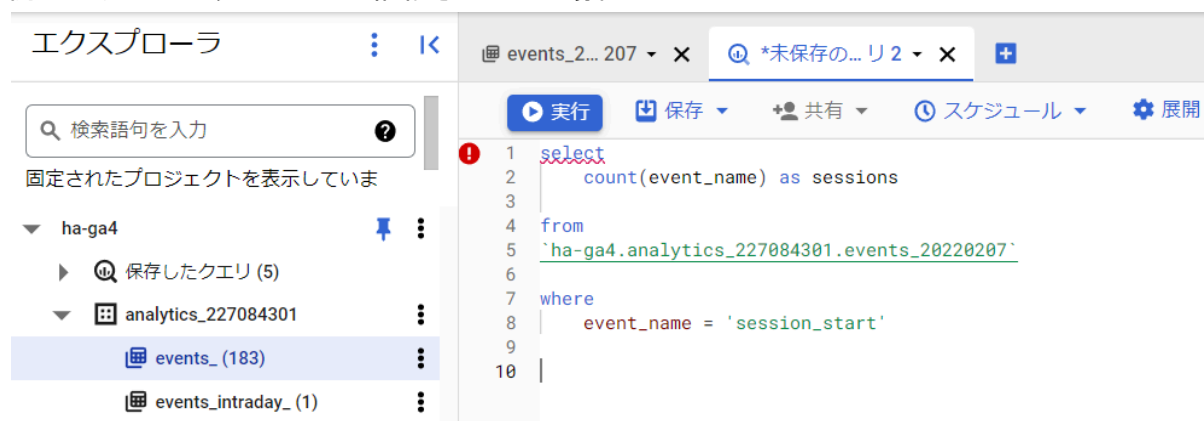 エクスプローラ
検索語句を入力
固定されたプロジェクトを表示していま
ha-ga4
保存したクエリ (5)
analytics_227084301
events_ (183)
events_intraday_ (1)
events_2... 207
*未保存の... リ 2
実行 保存 共有 スケジュール 展開
1 select
2 count(event_name) as sessions
3
4 from
5 `ha-ga4.analytics_227084301.events_20220207`
6
7 where
8 event_name = 'session_start'
9
10